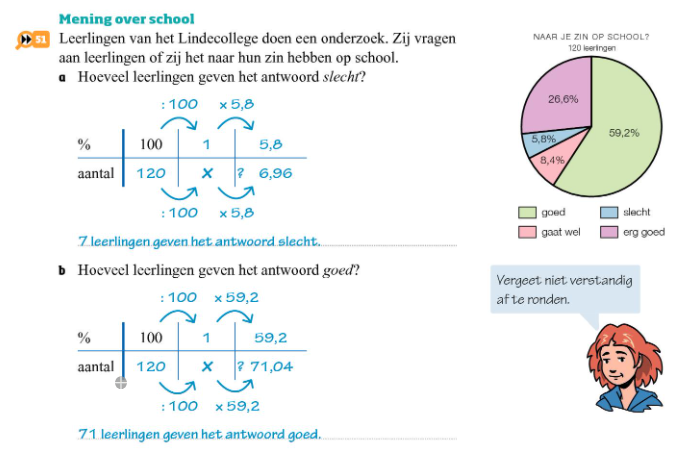 Mening over school
51 Leerlingen van het Lindecollege doen een onderzoek. Zij vragen
aan leerlingen of zij het naar hun zin hebben op school.
a Hoeveel leerlingen geven het antwoord slecht?
: 100 x 5,8
% 100 1 5,8
aantal 120 x ? 6,96
: 100 x 5,8
7 leerlingen geven het antwoord slecht.
b Hoeveel leerlingen geven het antwoord goed?
: 100 x 59,2
% 100 1 59,2
aantal 120 x ? 71,04
: 100 x 59,2
71 leerlingen geven het antwoord goed.
NAAR JE ZIN OP SCHOOL?
120 leerlingen
26,6%
59,2%
5,8%
8,4%
goed slecht
gaat wel erg goed
Vergeet niet verstandig
af te ronden.